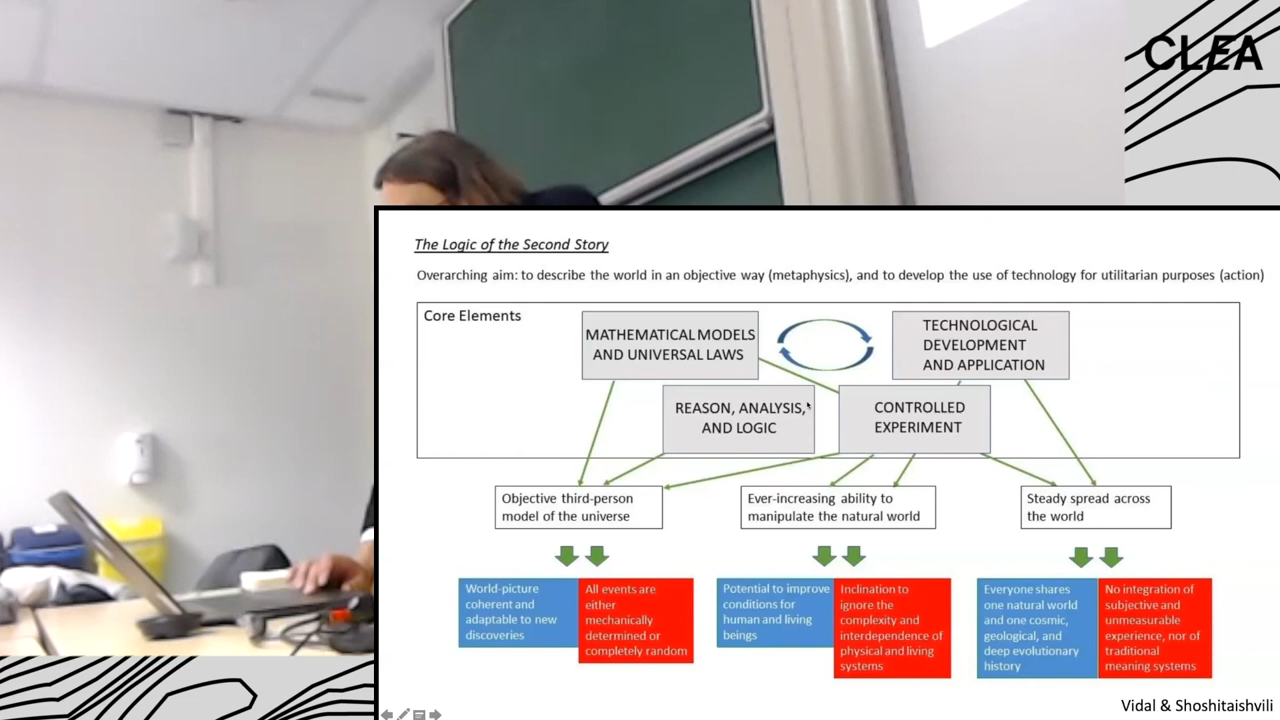 CLEA
The Logic of the Second Story
Overarching aim: to describe the world in an objective way (metaphysics), and to develop the use of technology for utilitarian purposes (action)
Core Elements
MATHEMATICAL MODELS
AND UNIVERSAL LAWS
TECHNOLOGICAL
DEVELOPMENT
AND APPLICATION
REASON, ANALYSIS,
AND LOGIC
CONTROLLED
EXPERIMENT
Objective third-person
model of the universe
Ever-increasing ability to
manipulate the natural world
Steady spread across
the world
World-picture
coherent and
adaptable to new
discoveries
All events are
either
mechanically
determined or
completely random
Potential to improve
conditions for
human and living
beings
Inclination to
ignore the
complexity and
interdependence of
physical and living
systems
Everyone shares
one natural world
and one cosmic,
geological, and
deep evolutionary
history
No integration of
subjective and
unmeasurable
experience, nor of
traditional
meaning systems
Vidal & Shoshitaishvili